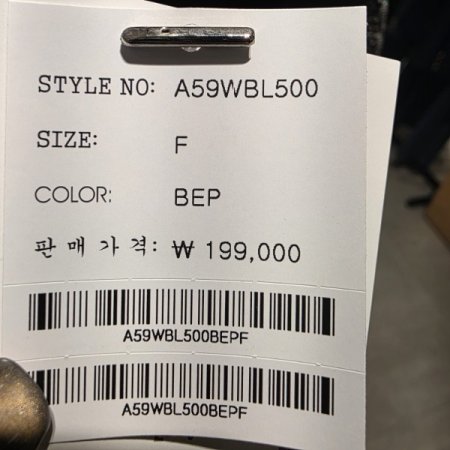 STYLE NO: A59WBL500
SIZE: F
COLOR: BEP
판매가격: ₩ 199,000
A59WBL500BEPF
A59WBL500BEPF